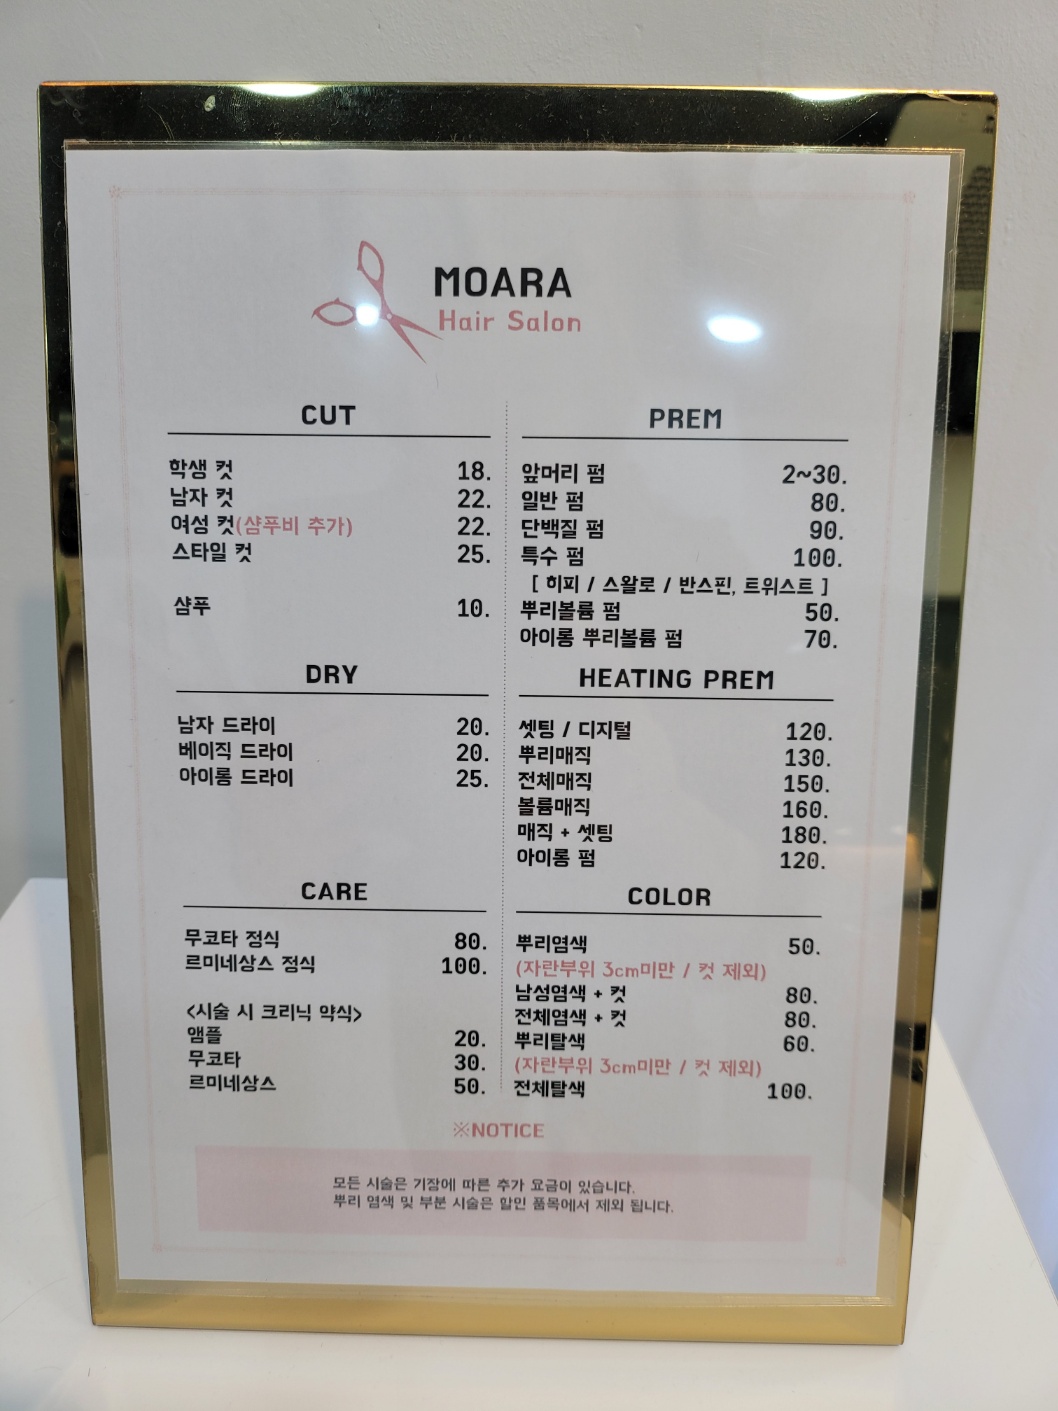 MOARA
Hair Salon
CUT
학생 컷 18.
남자 컷 22.
여성 컷(샴푸비 추가) 22.
스타일 컷 25.
샴푸 10.
DRY
남자 드라이 20.
베이직 드라이 20.
아이롱 드라이 25.
CARE
무코타 정식 80.
르미네상스 정식 100.
<시술 시 크리닉 약식>
앰플 20.
무코타 30.
르미네상스 50.
PREM
앞머리 펌 2~30.
일반 펌 80.
단백질 펌 90.
특수 펌 100.
[ 히피 / 스왈로 / 반스핀, 트위스트 ]
뿌리볼륨 펌 50.
아이롱 뿌리볼륨 펌 70.
HEATING PREM
셋팅 / 디지털 120.
뿌리매직 130.
전체매직 150.
볼륨매직 160.
매직 + 셋팅 180.
아이롱 펌 120.
COLOR
뿌리염색 50.
(자란부위 3cm미만 / 컷 제외)
남성염색 + 컷 80.
전체염색 + 컷 80.
뿌리탈색 60.
(자란부위 3cm미만 / 컷 제외)
전체탈색 100.
※NOTICE
모든 시술은 기장에 따른 추가 요금이 있습니다.
뿌리 염색 및 부분 시술은 할인 품목에서 제외 됩니다.